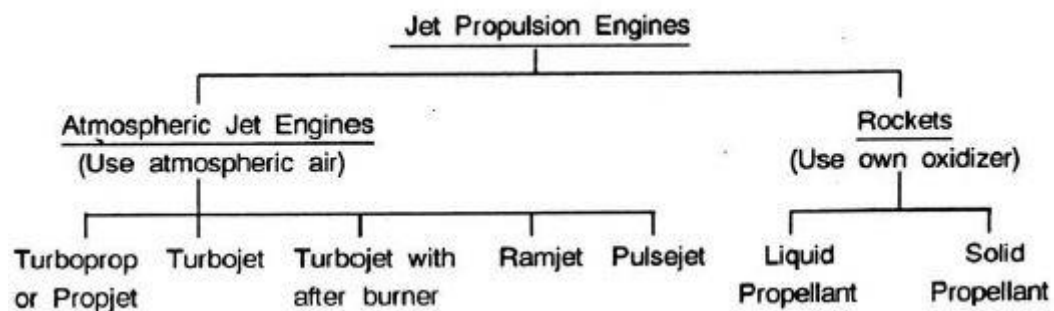 Jet Propulsion Engines
Atmospheric Jet Engines
(Use atmospheric air)
Rockets
(Use own oxidizer)
Turboprop
or Propjet
Turbojet
Turbojet with
after burner
Ramjet
Pulsejet
Liquid
Propellant
Solid
Propellant